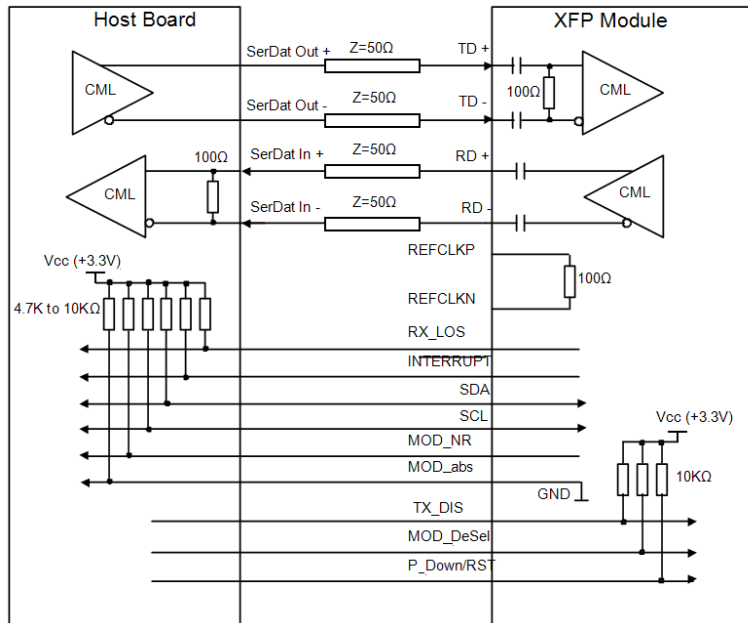 Host Board
XFP Module
SerDat Out +
Z=50Ω
TD +
CML
100Ω
CML
SerDat Out -
Z=50Ω
TD -
100Ω
SerDat In +
Z=50Ω
RD +
CML
CML
SerDat In -
Z=50Ω
RD -
REFCLKP
Vcc (+3.3V)
100Ω
4.7K to 10KΩ
REFCLKN
RX_LOS
INTERRUPT
SDA
SCL
Vcc (+3.3V)
MOD_NR
MOD_abs
10KΩ
GND
TX_DIS
MOD_DeSel
P_Down/RST